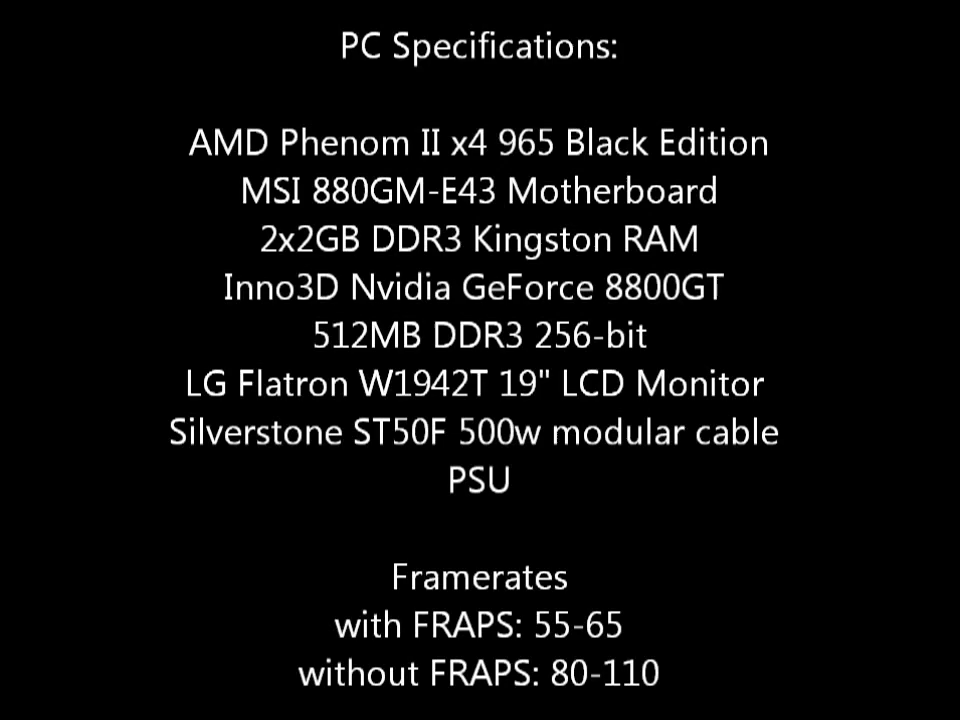 PC Specifications:
AMD Phenom II x4 965 Black Edition
MSI 880GM-E43 Motherboard
2x2GB DDR3 Kingston RAM
Inno3D Nvidia GeForce 8800GT
512MB DDR3 256-bit
LG Flatron W1942T 19" LCD Monitor
Silverstone ST50F 500w modular cable
PSU
Framerates
with FRAPS: 55-65
without FRAPS: 80-110